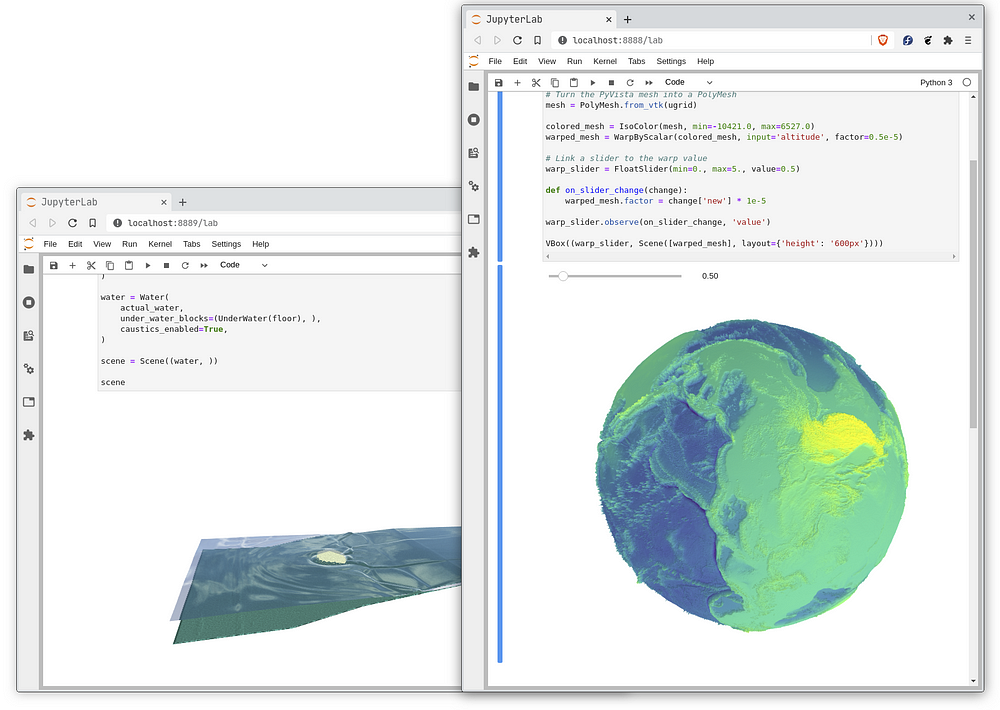 JupyterLab
localhost:8888/lab
File Edit View Run Kernel Tabs Settings Help
Code
Python 3
# Turn the PyVista mesh into a PolyMesh
mesh = PolyMesh.from_vtk(ugrid)
colored_mesh = IsoColor(mesh, min=-10421.0, max=6527.0)
warped_mesh = WarpByScalar(colored_mesh, input='altitude', factor=0.5e-5)
# Link a slider to the warp value
warp_slider = FloatSlider(min=0., max=5., value=0.5)
def on_slider_change(change):
    warped_mesh.factor = change['new'] * 1e-5
warp_slider.observe(on_slider_change, 'value')
VBox((warp_slider, Scene([warped_mesh], layout={'height': '600px'})))
0.50
JupyterLab
localhost:8889/lab
File Edit View Run Kernel Tabs Settings Help
Code
)
water = Water(
    actual_water,
    under_water_blocks=(UnderWater(floor), ),
    caustics_enabled=True,
)
scene = Scene((water, ))
scene